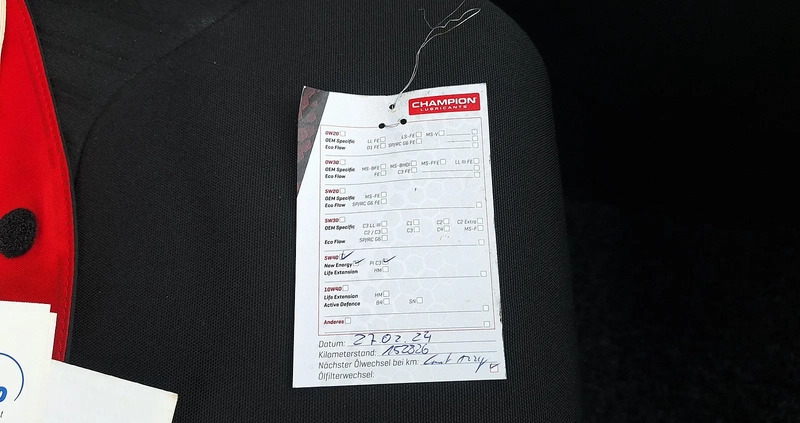 CHAMPION
LUBRICANTS
0W20
OEM Specific LL FE LS-FE MS-V
Eco Flow D1 FE SP/RC G6 FE
0W30
OEM Specific MS-BFE MS-BHDI MS-FFE LL III FE
Eco Flow FE C3 FE
5W20
OEM Specific MS-FE
Eco Flow SP/RC G6 FE
5W30
OEM Specific C3 LL III C1 C2 C2 Extra
C2 / C3 C3 C4 MS-F
Eco Flow SP/RC G6
5W40
New Energy PI C3
Life Extension HM
10W40
Life Extension HM
Active Defence B4 SN
Anderes
Datum: 27 02. 24
Kilometerstand: 152026
Nächster Ölwechsel bei km:
Ölfilterwechsel: